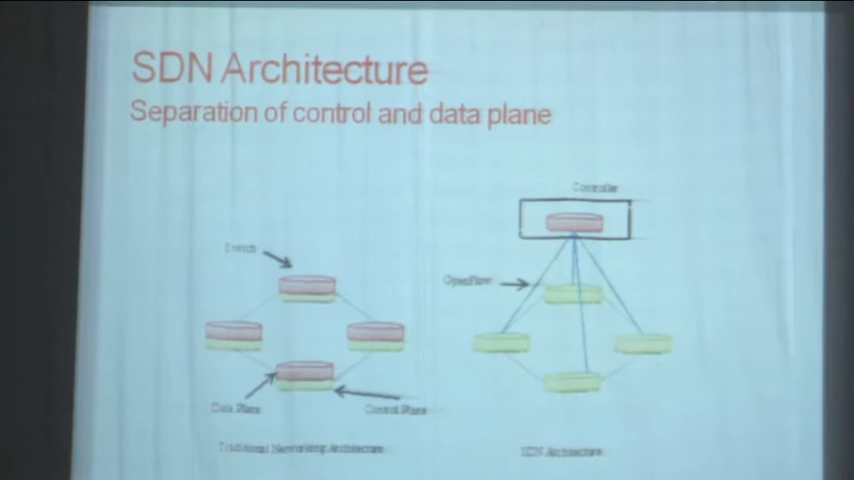 SDN Architecture
Separation of control and data plane
Controller
Switch
OpenFlow
Data Plane
Control Plane
Traditional Networking Architecture
SDN Architecture